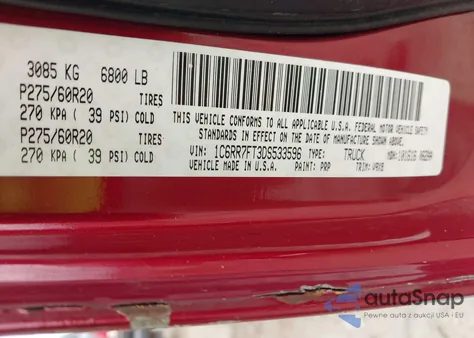 3085 KG 6800 LB
P275/60R20 TIRES
270 KPA ( 39 PSI) COLD
P275/60R20 TIRES
270 KPA ( 39 PSI) COLD
THIS VEHICLE CONFORMS TO ALL APPLICABLE U.S.A. FEDERAL MOTOR VEHICLE SAFETY
STANDARDS IN EFFECT ON THE DATE OF MANUFACTURE SHOWN ABOVE.
VIN: 1C6RR7FT3DS533596 TYPE: TRUCK
MADE IN U.S.A. PAINT: PRP TRIM:
MDH:
autoSnap
Pewne auta z aukcji USA - EU